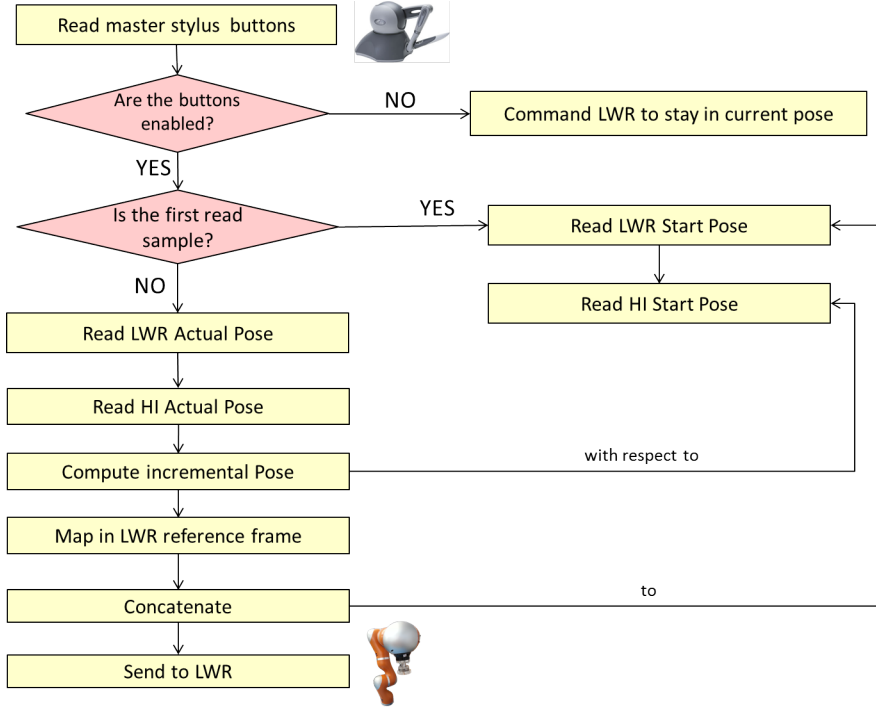 Read master stylus buttons
Are the buttons
enabled?
NO
Command LWR to stay in current pose
YES
Is the first read
sample?
YES
Read LWR Start Pose
NO
Read HI Start Pose
Read LWR Actual Pose
Read HI Actual Pose
Compute incremental Pose
with respect to
Map in LWR reference frame
Concatenate
to
Send to LWR